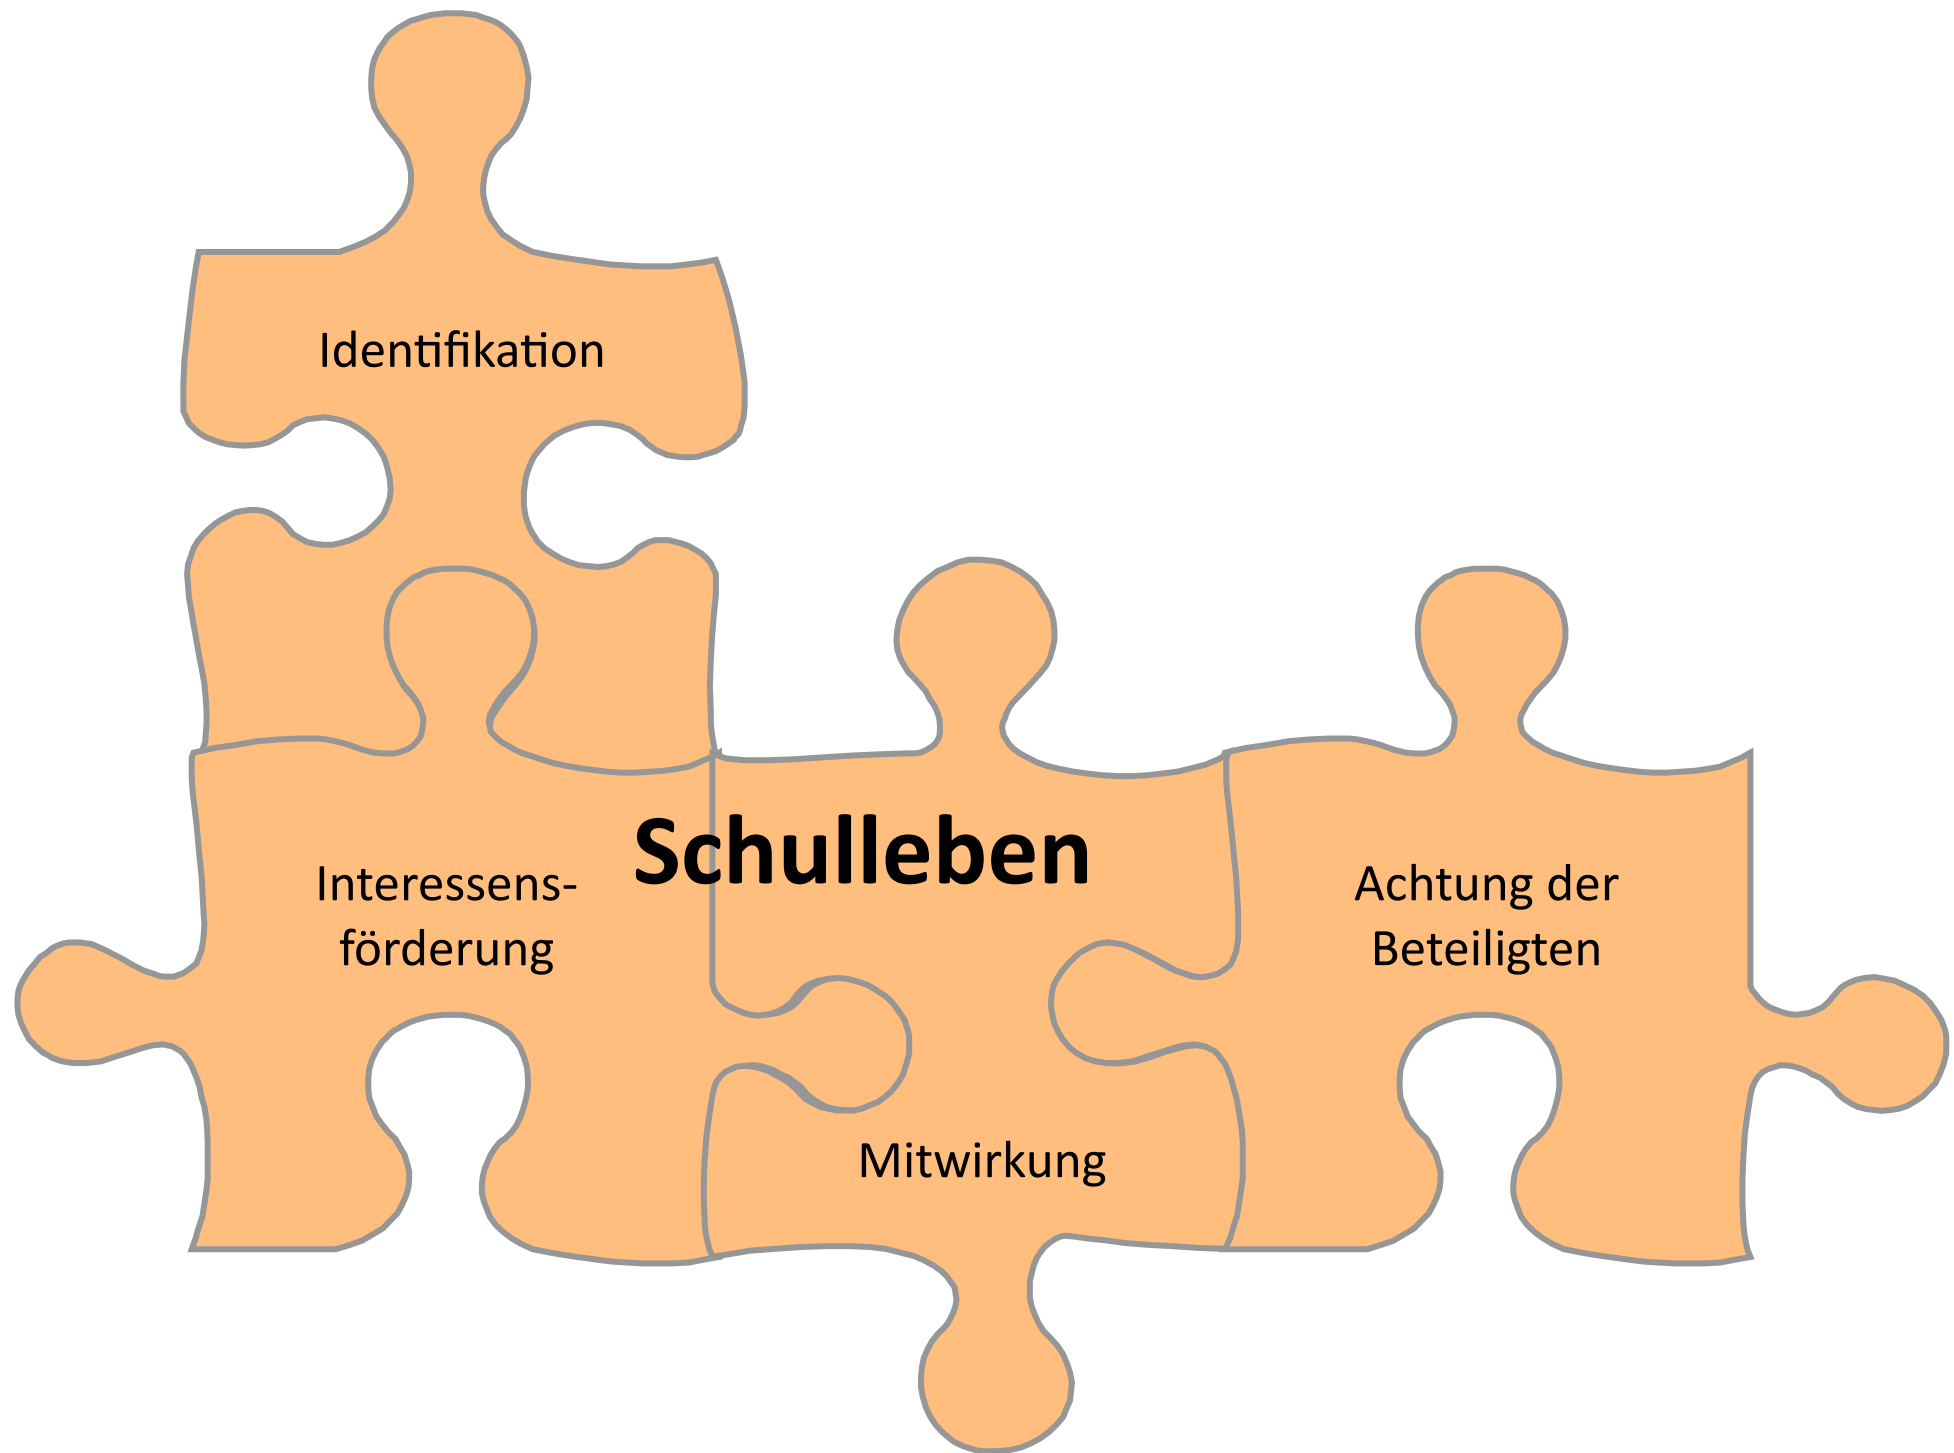 Identifikation
Schulleben
Interessens-
förderung
Achtung der
Beteiligten
Mitwirkung